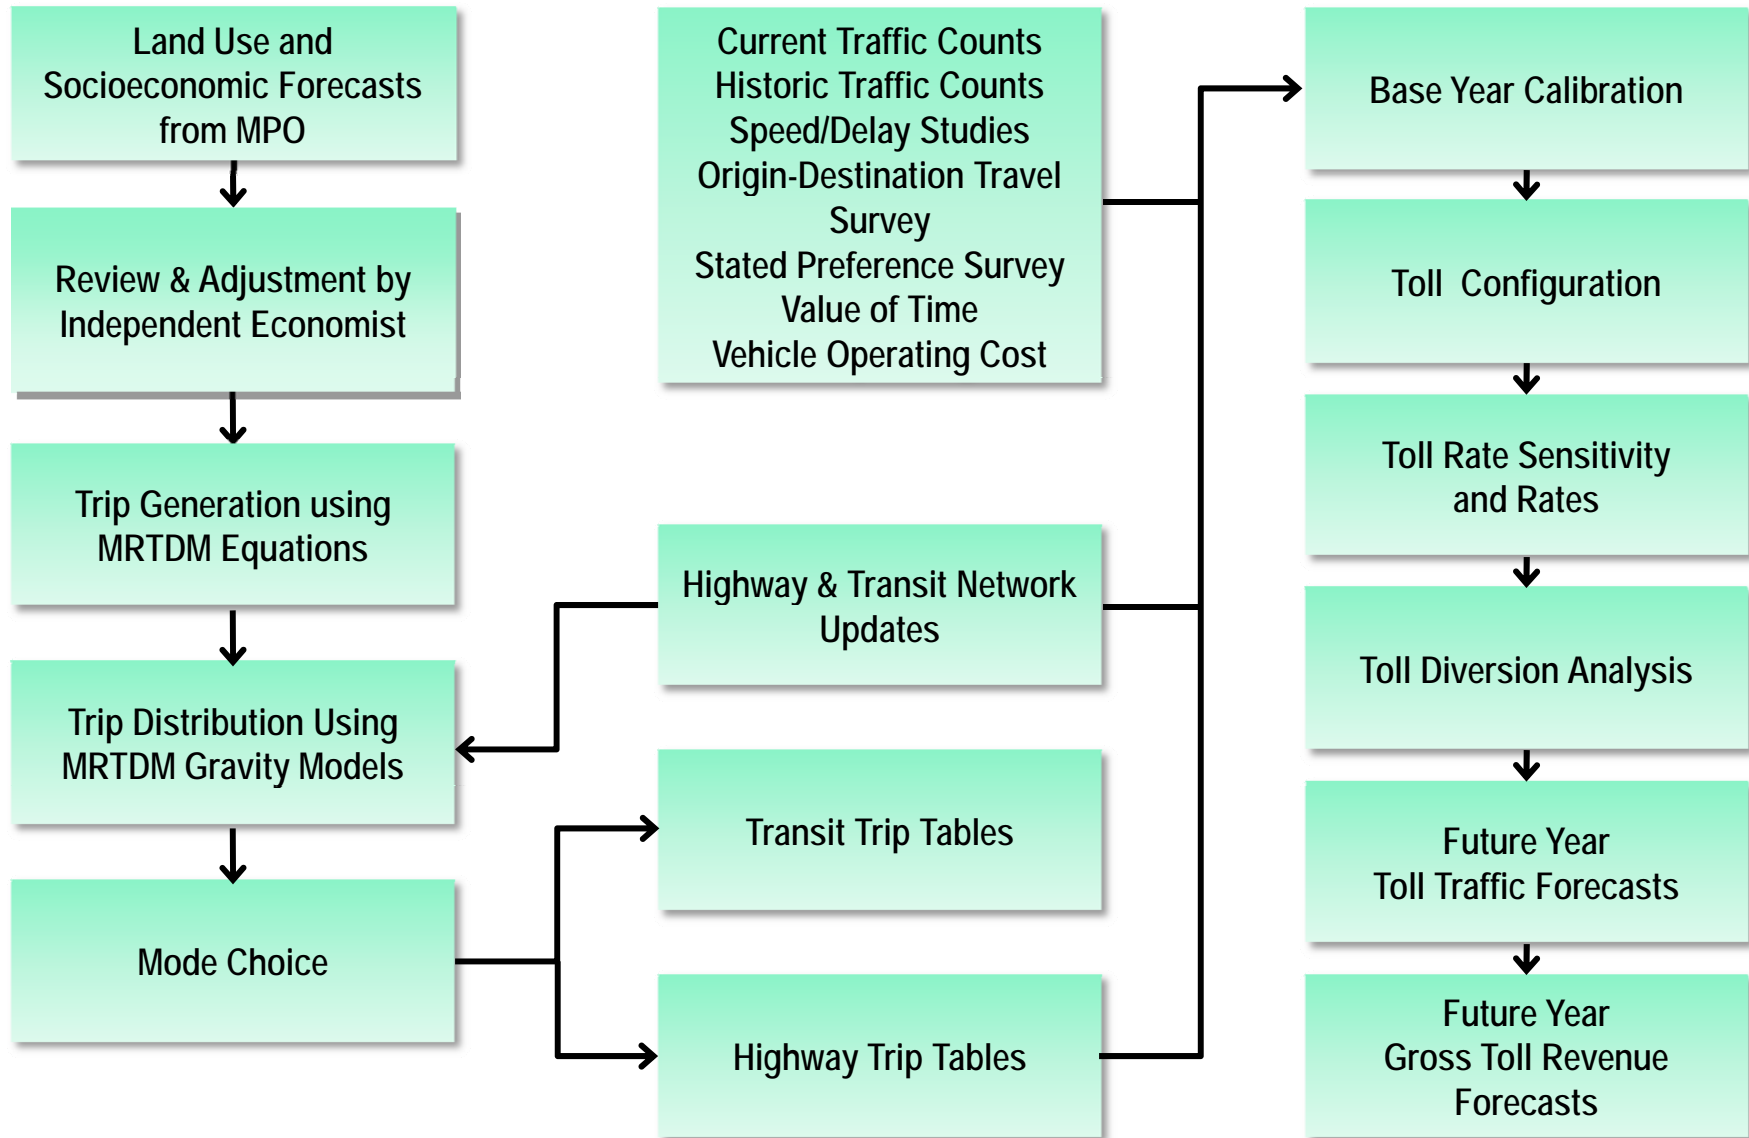 Land Use and
Socioeconomic Forecasts
from MPO
Review & Adjustment by
Independent Economist
Trip Generation using
MRTDM Equations
Trip Distribution Using
MRTDM Gravity Models
Mode Choice
Current Traffic Counts
Historic Traffic Counts
Speed/Delay Studies
Origin-Destination Travel
Survey
Stated Preference Survey
Value of Time
Vehicle Operating Cost
Highway & Transit Network
Updates
Transit Trip Tables
Highway Trip Tables
Base Year Calibration
Toll Configuration
Toll Rate Sensitivity
and Rates
Toll Diversion Analysis
Future Year
Toll Traffic Forecasts
Future Year
Gross Toll Revenue
Forecasts